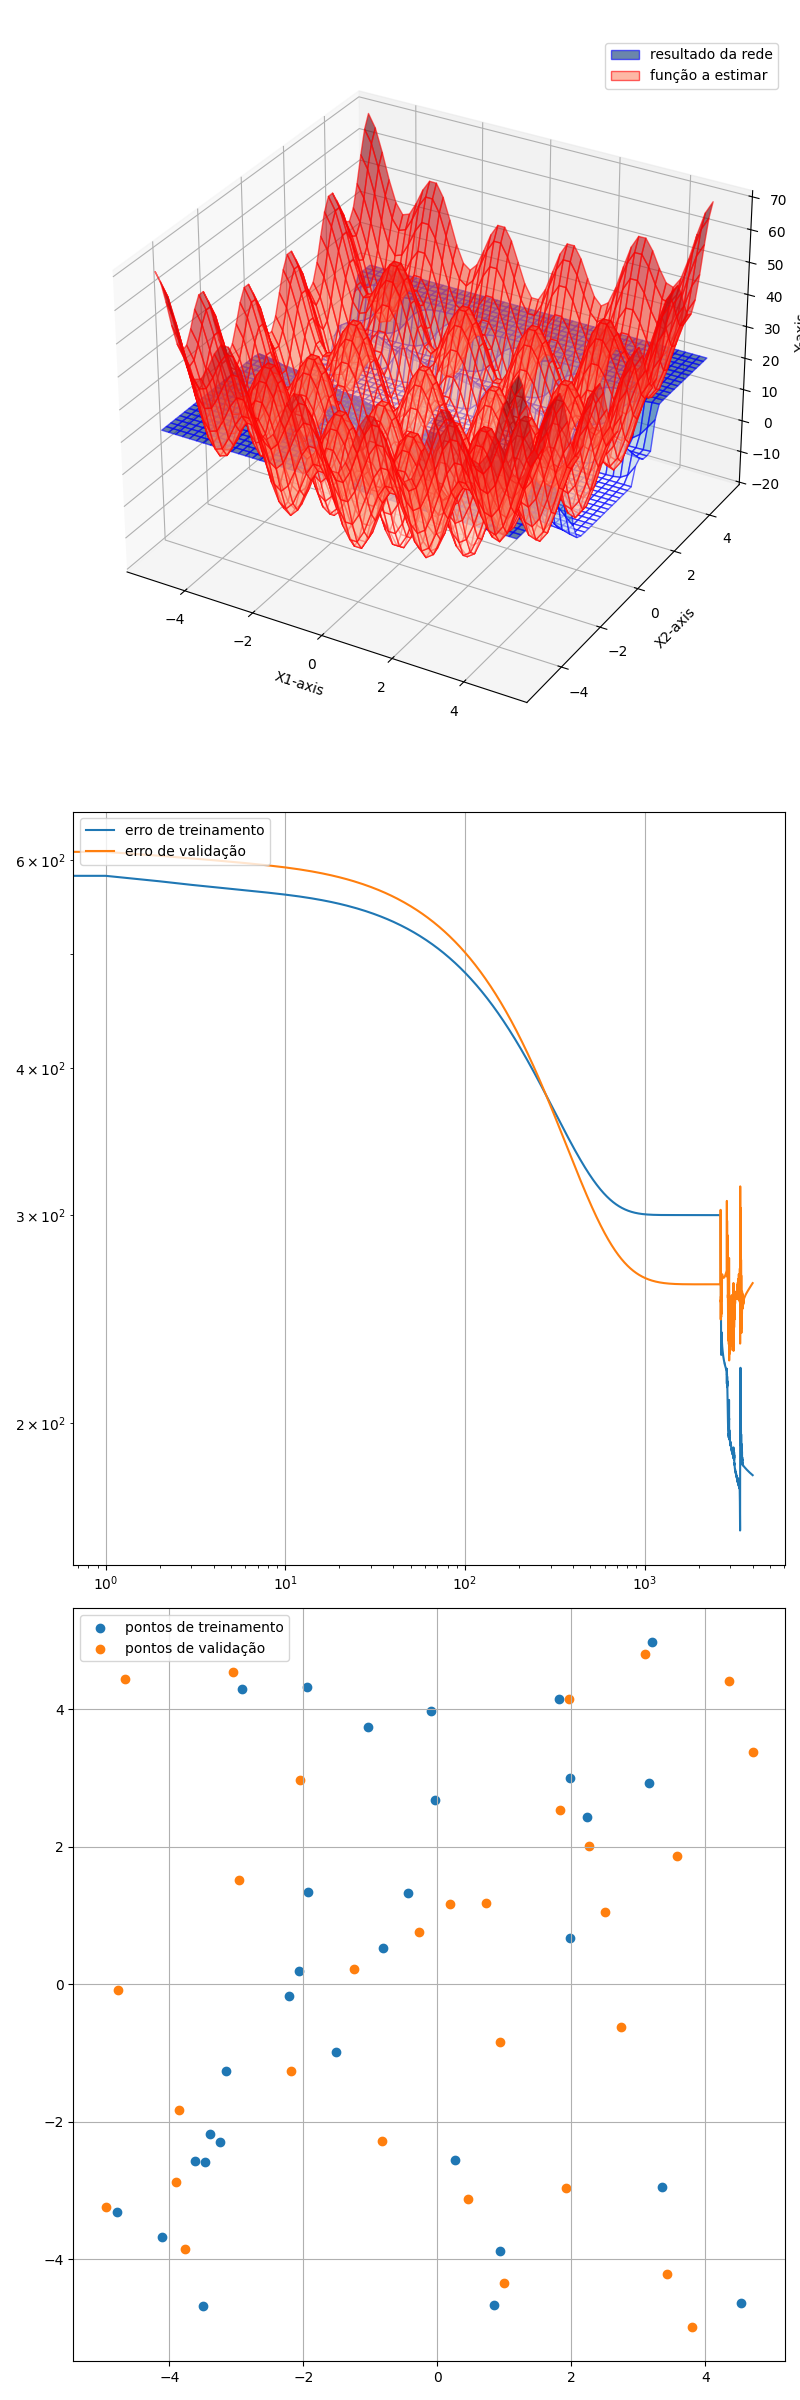 resultado da rede
função a estimar
70
60
50
40
30
20
10
0
−10
−20
−4
−2
0
2
4
X1-axis
−4
−2
0
2
4
X2-axis
erro de treinamento
erro de validação
6 × 10²
4 × 10²
3 × 10²
2 × 10²
10⁰
10¹
10²
10³
pontos de treinamento
pontos de validação
4
2
0
−2
−4
−4
−2
0
2
4